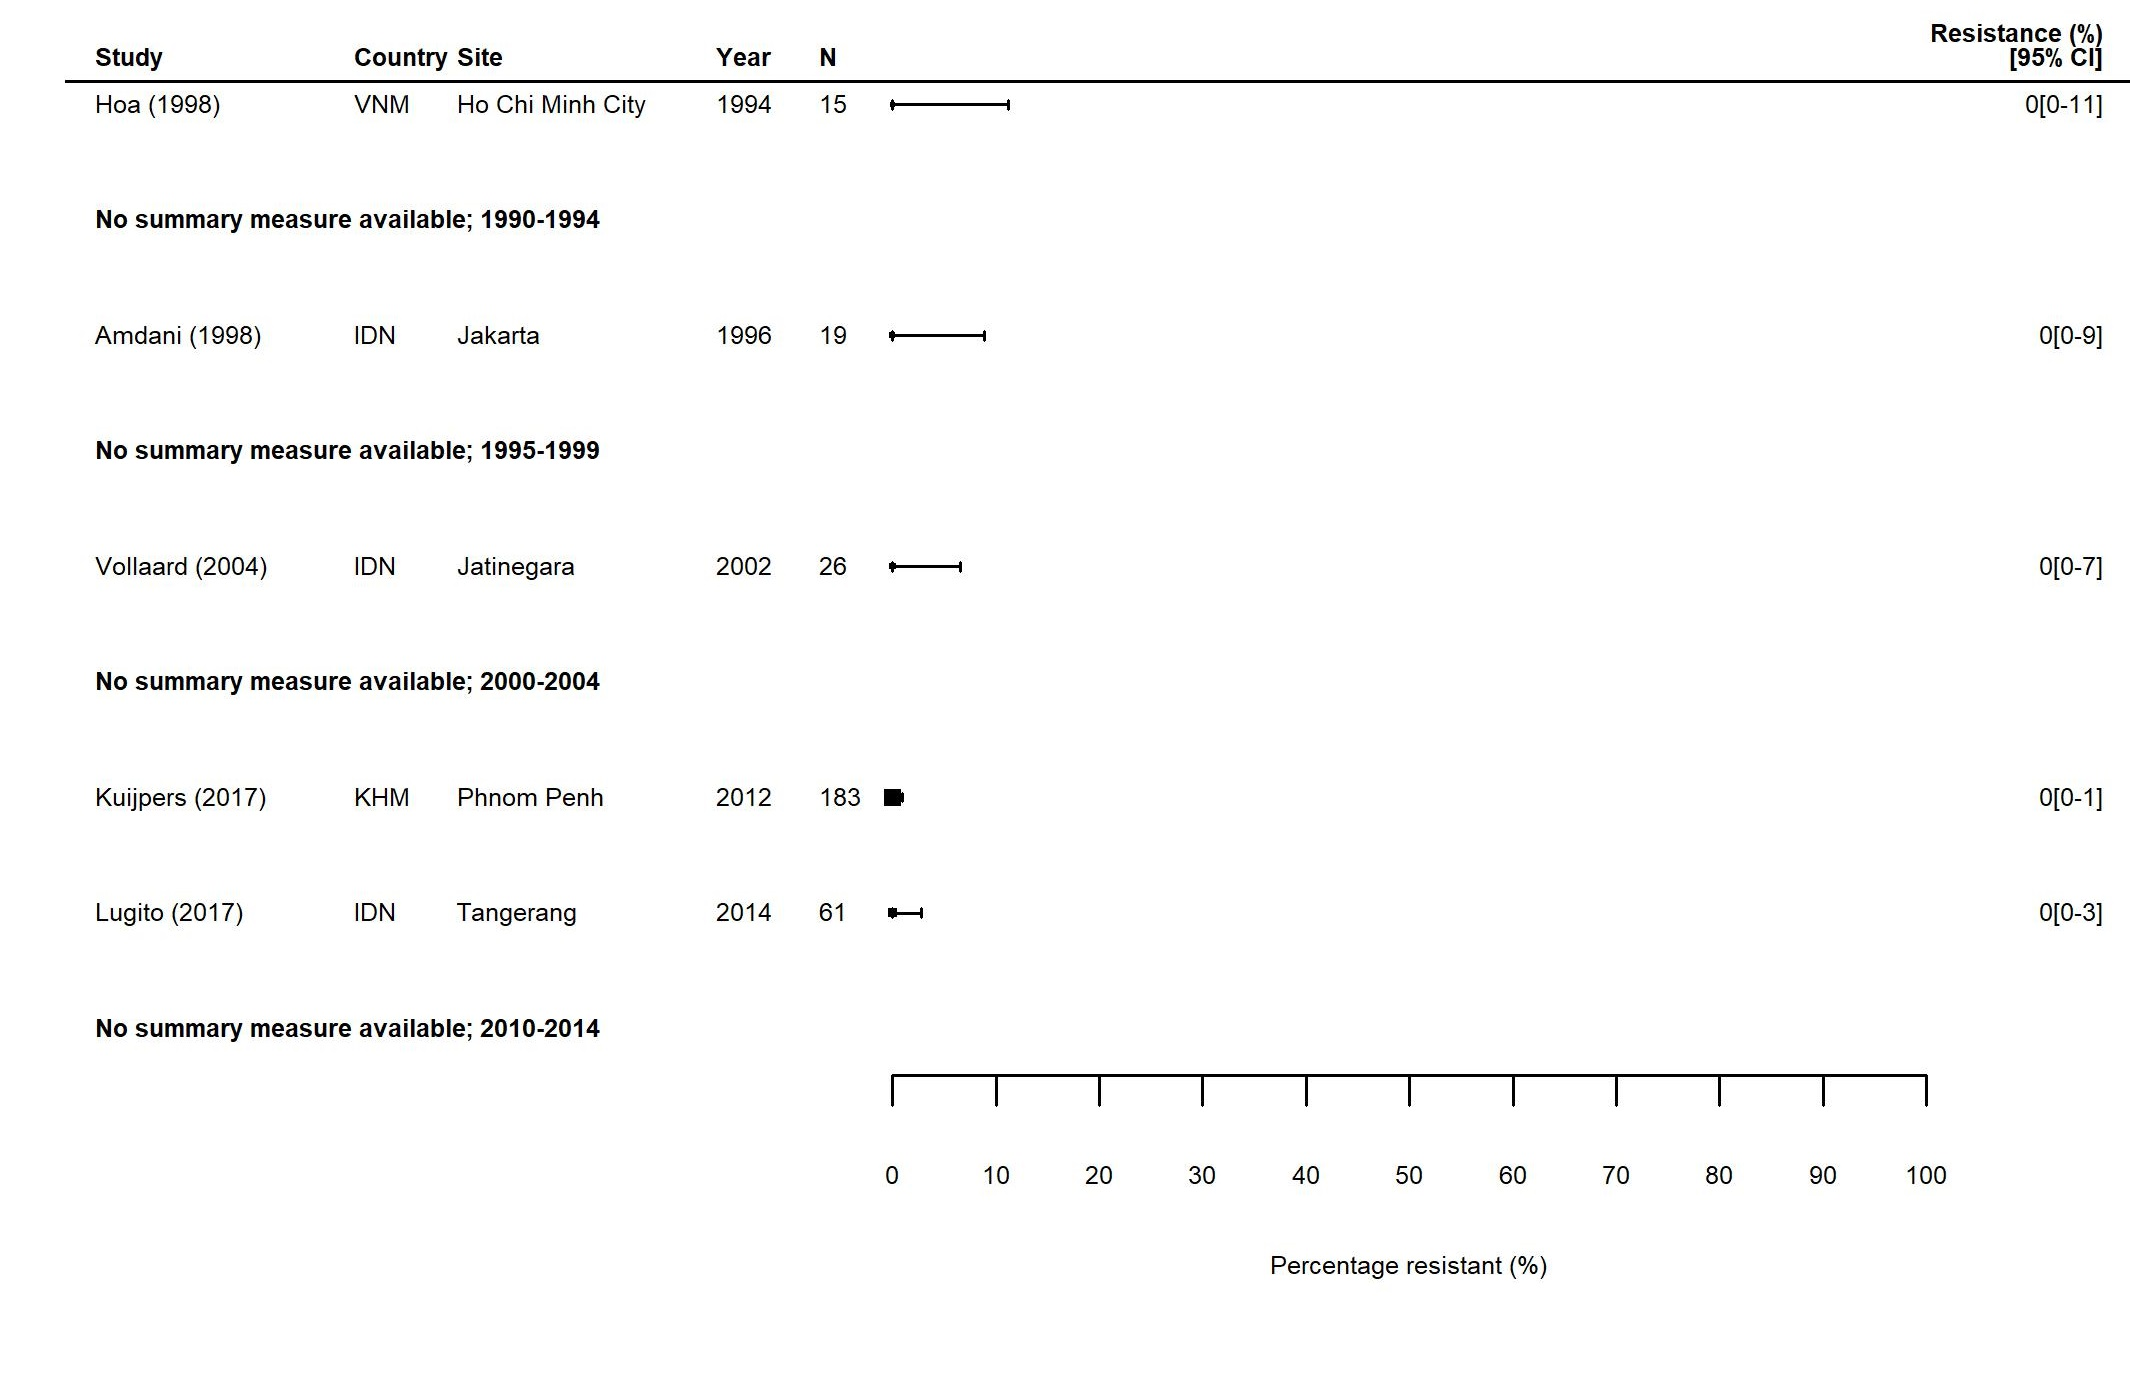 Resistance (%)
Study Country Site Year N [95% CI]
Hoa (1998) VNM Ho Chi Minh City 1994 15 0[0-11]
No summary measure available; 1990-1994
Amdani (1998) IDN Jakarta 1996 19 0[0-9]
No summary measure available; 1995-1999
Vollaard (2004) IDN Jatinegara 2002 26 0[0-7]
No summary measure available; 2000-2004
Kuijpers (2017) KHM Phnom Penh 2012 183 0[0-1]
Lugito (2017) IDN Tangerang 2014 61 0[0-3]
No summary measure available; 2010-2014
0 10 20 30 40 50 60 70 80 90 100
Percentage resistant (%)